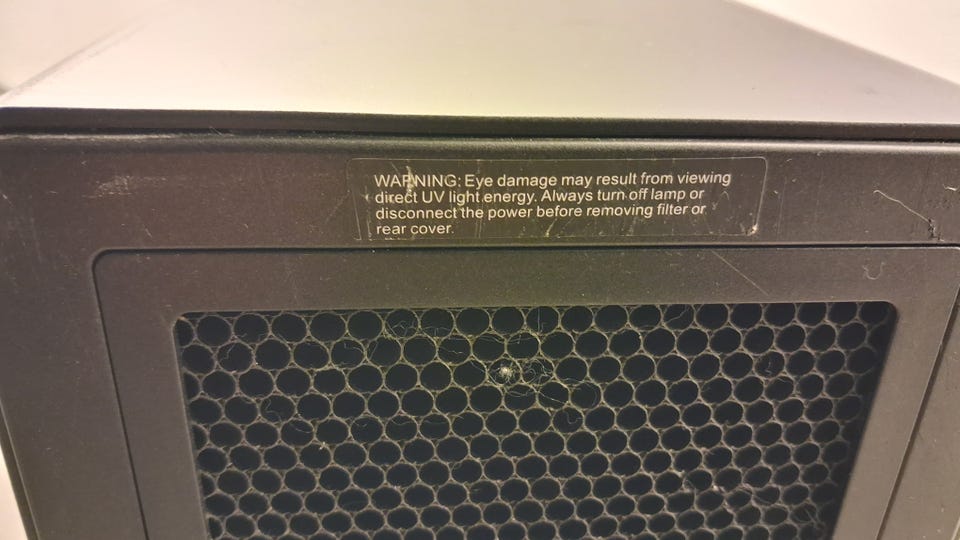 WARNING: Eye damage may result from viewing
direct UV light energy. Always turn off lamp or
disconnect the power before removing filter or
rear cover.